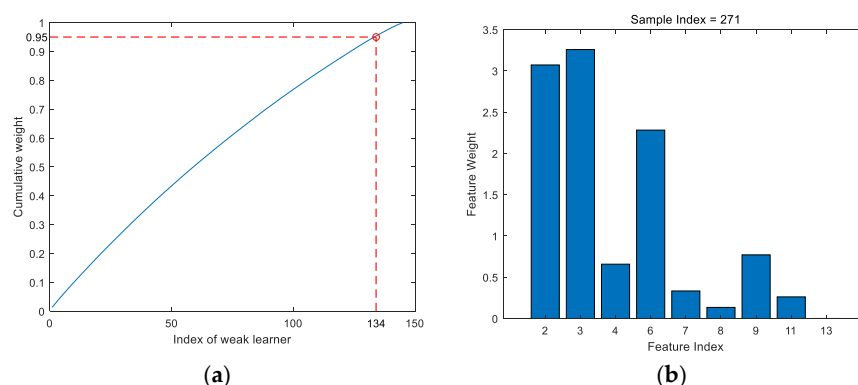 1
0.95
0.9
0.8
0.7
0.6
0.5
0.4
0.3
0.2
0.1
0
Cumulative weight
0 50 100 134 150
Index of weak learner
(a)
Sample Index = 271
3.5
3
2.5
2
1.5
1
0.5
0
Feature Weight
2 3 4 6 7 8 9 11 13
Feature Index
(b)